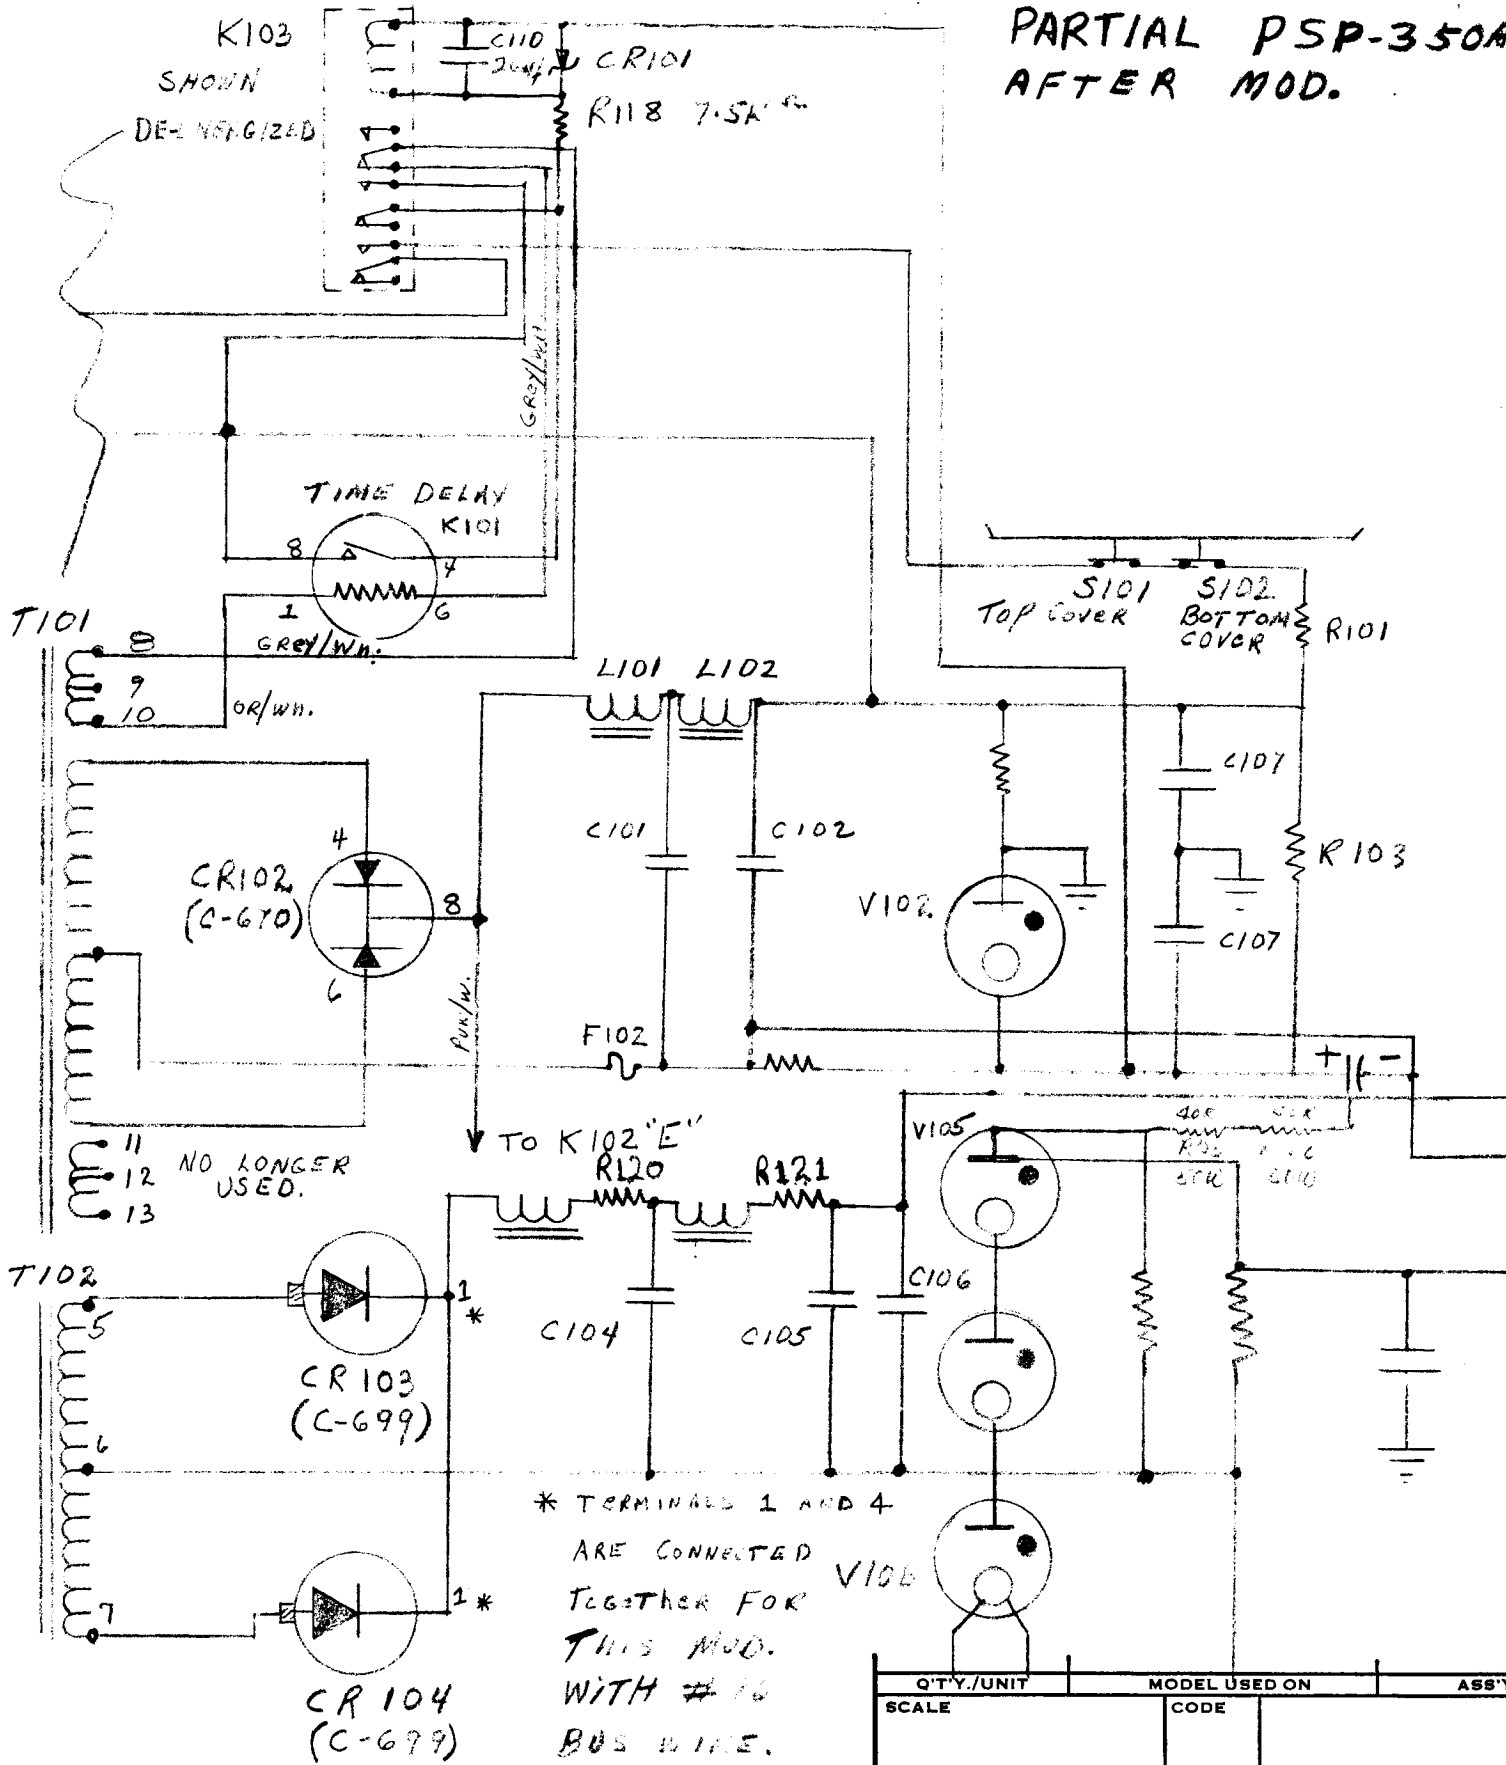 PARTIAL PSP-350A
AFTER MOD.
K103
SHOWN
DE-ENERGIZED
C110
CR101
R118 7.5K
GREY/WH
TIME DELAY
K101
8
4
1
6
GREY/WH.
S101
TOP COVER
S102
BOTTOM
COVER
R101
T101
8
9
10
OR/WH.
L101
L102
C101
C102
C107
C107
R103
V102
CR102
(C-670)
4
8
6
PUR/W.
F102
+
-
TO K102 "E"
V105
40K
11
12
13
NO LONGER
USED.
R120
R121
T102
5
6
7
1
*
CR103
(C-699)
C104
C105
C106
* TERMINALS 1 AND 4
ARE CONNECTED
TOGETHER FOR
THIS MOD.
WITH # 16
BUS WIRE.
1 *
V106
CR 104
(C-699)
Q'TY./UNIT
MODEL USED ON
ASS'Y
SCALE
CODE